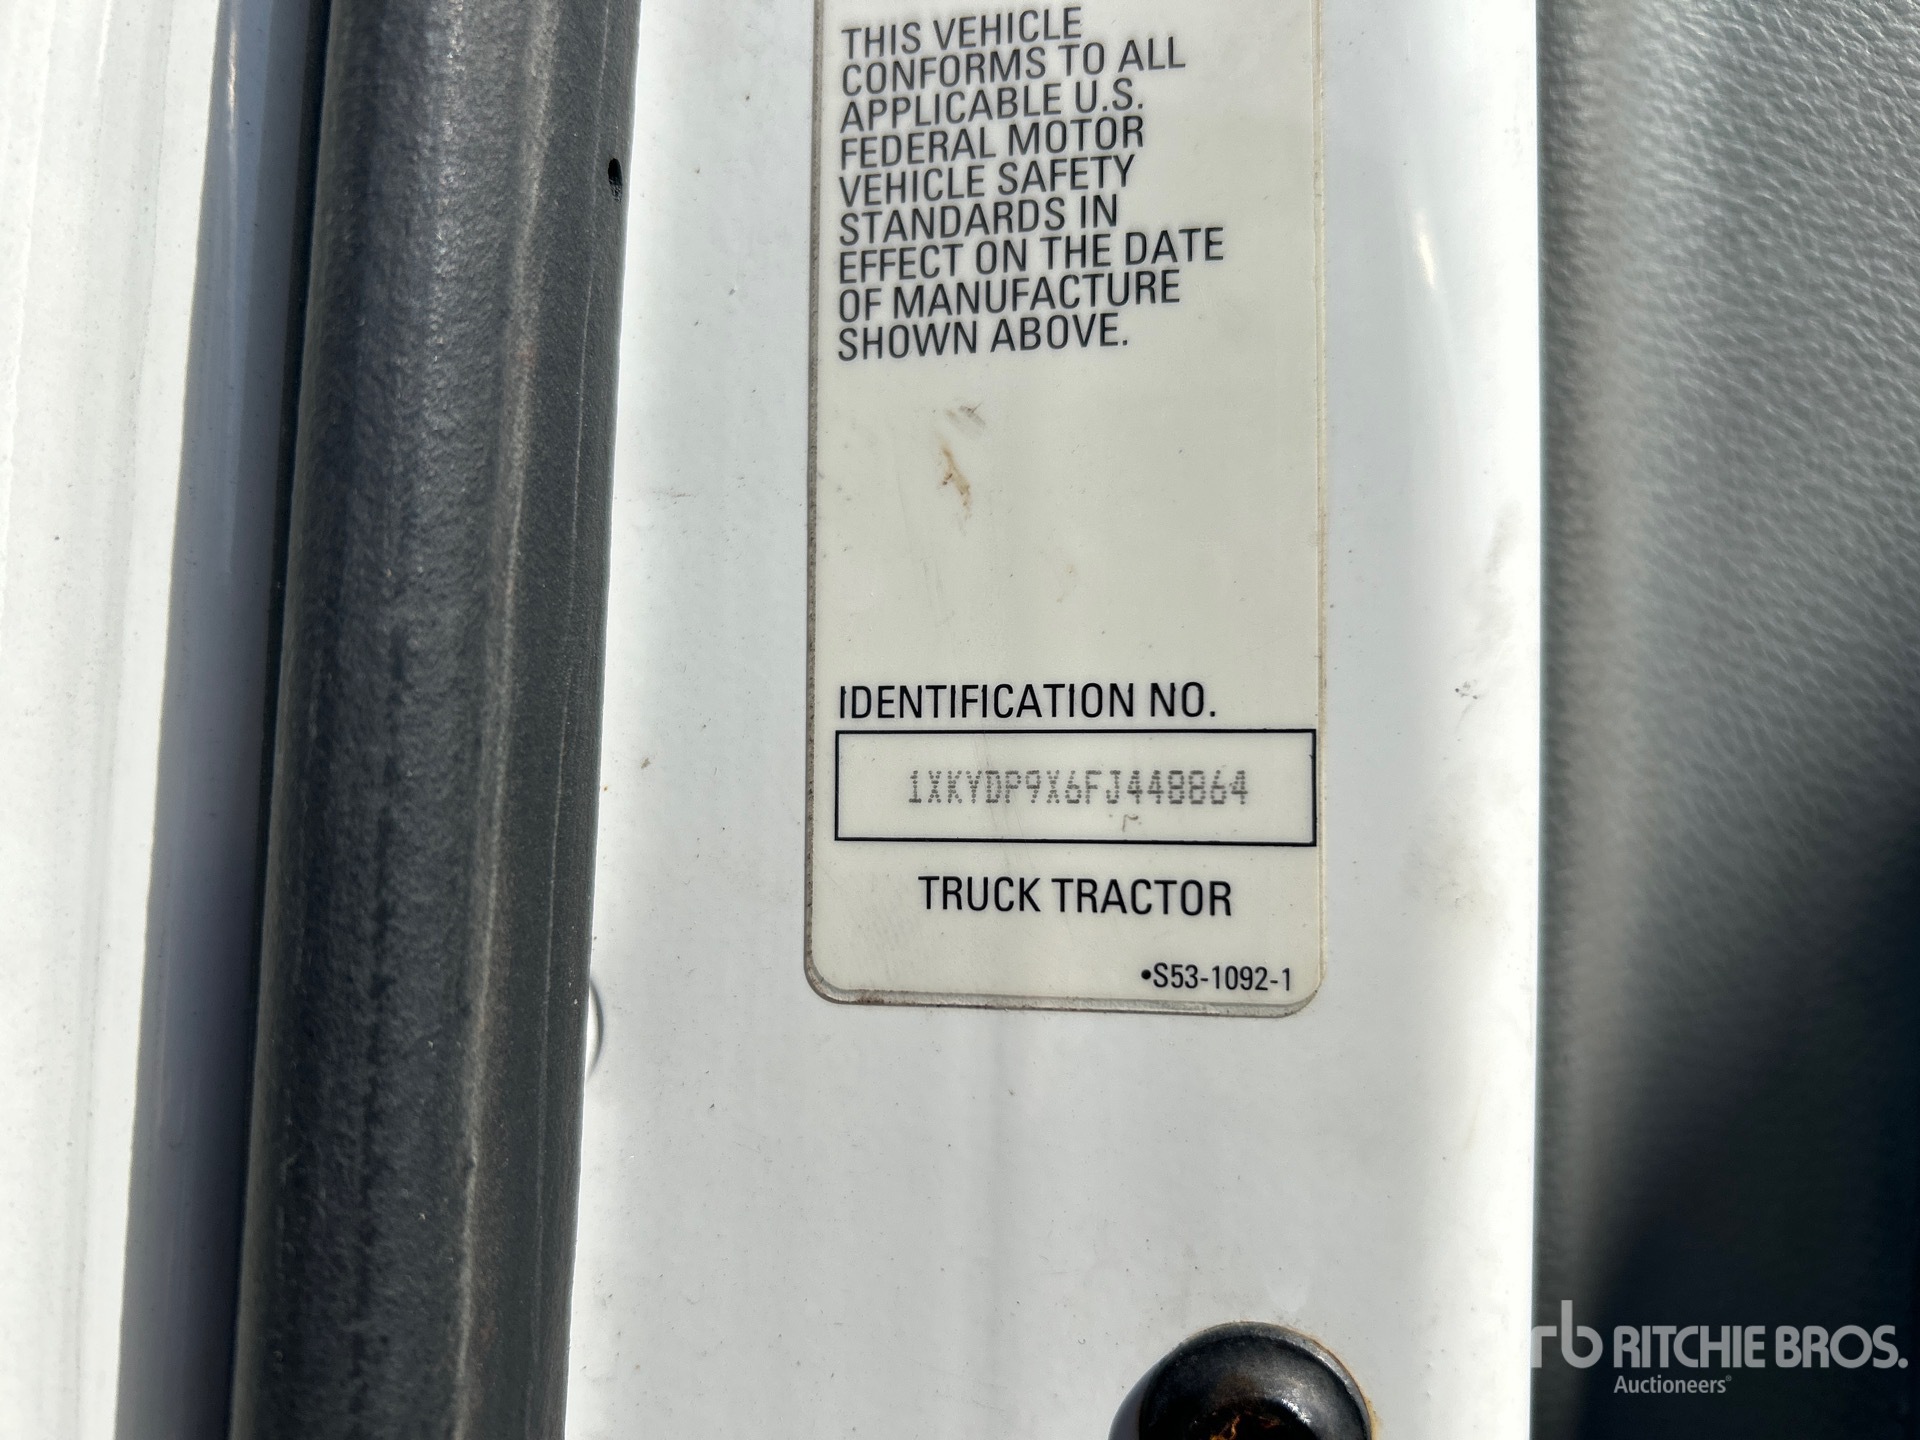 THIS VEHICLE
CONFORMS TO ALL
APPLICABLE U.S.
FEDERAL MOTOR
VEHICLE SAFETY
STANDARDS IN
EFFECT ON THE DATE
OF MANUFACTURE
SHOWN ABOVE.
IDENTIFICATION NO.
1XKYDP9X6FJ448864
TRUCK TRACTOR
•S53-1092-1
rb RITCHIE BROS.
Auctioneers®